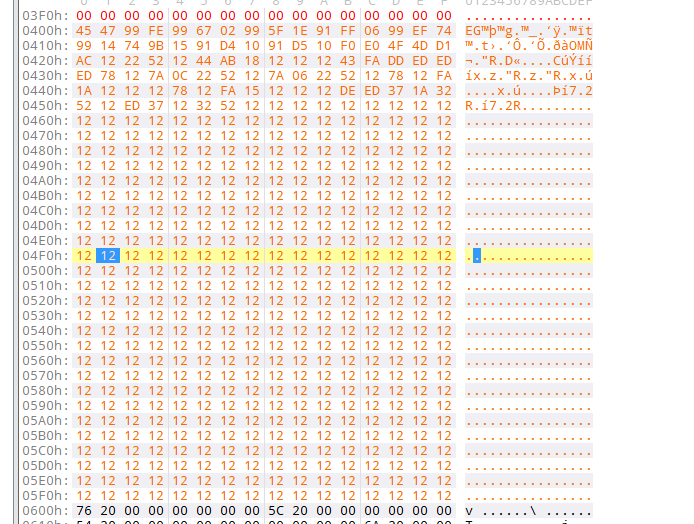 0 1 2 3 4 5 6 7 8 9 A B C D E F 0123456789ABCDEF
03F0h: 00 00 00 00 00 00 00 00 00 00 00 00 00 00 00 00 ................
0400h: 45 47 99 FE 99 67 02 99 5F 1E 91 FF 06 99 EF 74 EG™þ™g.™_.‘ÿ.™ït
0410h: 99 14 74 9B 15 91 D4 10 91 D5 10 F0 E0 4F 4D D1 ™.t›.‘Ô.‘Õ.ðàOMÑ
0420h: AC 12 22 52 12 44 AB 18 12 12 12 43 FA DD ED ED ¬."R.D«....CúÝíí
0430h: ED 78 12 7A 0C 22 52 12 7A 06 22 52 12 78 12 FA íx.z."R.z."R.x.ú
0440h: 1A 12 12 12 78 12 FA 15 12 12 12 DE ED 37 1A 32 ....x.ú....Þí7.2
0450h: 52 12 ED 37 12 32 52 12 12 12 12 12 12 12 12 12 R.í7.2R.........
0460h: 12 12 12 12 12 12 12 12 12 12 12 12 12 12 12 12 ................
0470h: 12 12 12 12 12 12 12 12 12 12 12 12 12 12 12 12 ................
0480h: 12 12 12 12 12 12 12 12 12 12 12 12 12 12 12 12 ................
0490h: 12 12 12 12 12 12 12 12 12 12 12 12 12 12 12 12 ................
04A0h: 12 12 12 12 12 12 12 12 12 12 12 12 12 12 12 12 ................
04B0h: 12 12 12 12 12 12 12 12 12 12 12 12 12 12 12 12 ................
04C0h: 12 12 12 12 12 12 12 12 12 12 12 12 12 12 12 12 ................
04D0h: 12 12 12 12 12 12 12 12 12 12 12 12 12 12 12 12 ................
04E0h: 12 12 12 12 12 12 12 12 12 12 12 12 12 12 12 12 ................
04F0h: 12 12 12 12 12 12 12 12 12 12 12 12 12 12 12 12 ................
0500h: 12 12 12 12 12 12 12 12 12 12 12 12 12 12 12 12 ................
0510h: 12 12 12 12 12 12 12 12 12 12 12 12 12 12 12 12 ................
0520h: 12 12 12 12 12 12 12 12 12 12 12 12 12 12 12 12 ................
0530h: 12 12 12 12 12 12 12 12 12 12 12 12 12 12 12 12 ................
0540h: 12 12 12 12 12 12 12 12 12 12 12 12 12 12 12 12 ................
0550h: 12 12 12 12 12 12 12 12 12 12 12 12 12 12 12 12 ................
0560h: 12 12 12 12 12 12 12 12 12 12 12 12 12 12 12 12 ................
0570h: 12 12 12 12 12 12 12 12 12 12 12 12 12 12 12 12 ................
0580h: 12 12 12 12 12 12 12 12 12 12 12 12 12 12 12 12 ................
0590h: 12 12 12 12 12 12 12 12 12 12 12 12 12 12 12 12 ................
05A0h: 12 12 12 12 12 12 12 12 12 12 12 12 12 12 12 12 ................
05B0h: 12 12 12 12 12 12 12 12 12 12 12 12 12 12 12 12 ................
05C0h: 12 12 12 12 12 12 12 12 12 12 12 12 12 12 12 12 ................
05D0h: 12 12 12 12 12 12 12 12 12 12 12 12 12 12 12 12 ................
05E0h: 12 12 12 12 12 12 12 12 12 12 12 12 12 12 12 12 ................
05F0h: 12 12 12 12 12 12 12 12 12 12 12 12 12 12 12 12 ................
0600h: 76 20 00 00 00 00 00 00 5C 20 00 00 00 00 00 00 v ......\ ......